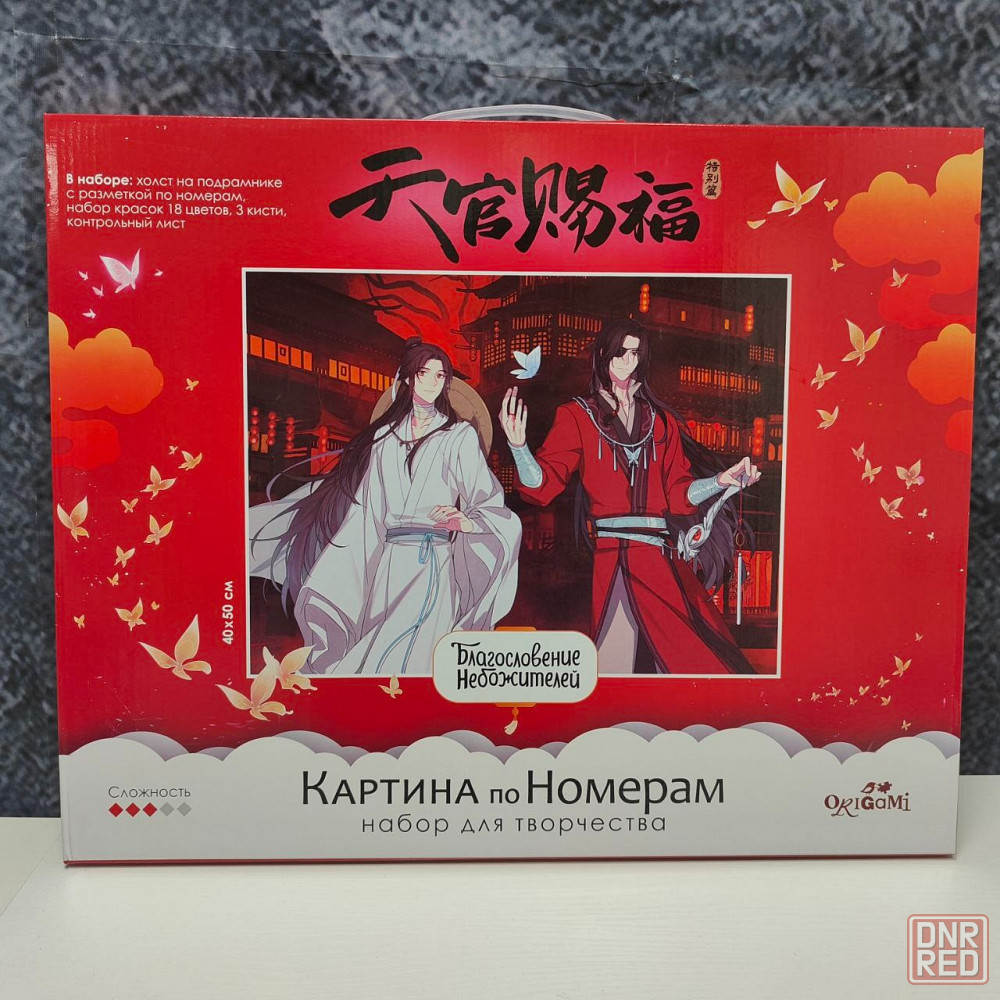 В наборе: холст на подрамнике
с разметкой по номерам,
набор красок 18 цветов, 3 кисти,
контрольный лист
天官赐福
特别篇
40x50 см
Благословение
Небожителей
Сложность
Картина по Номерам
набор для творчества
ORIGAMI
DNR
RED